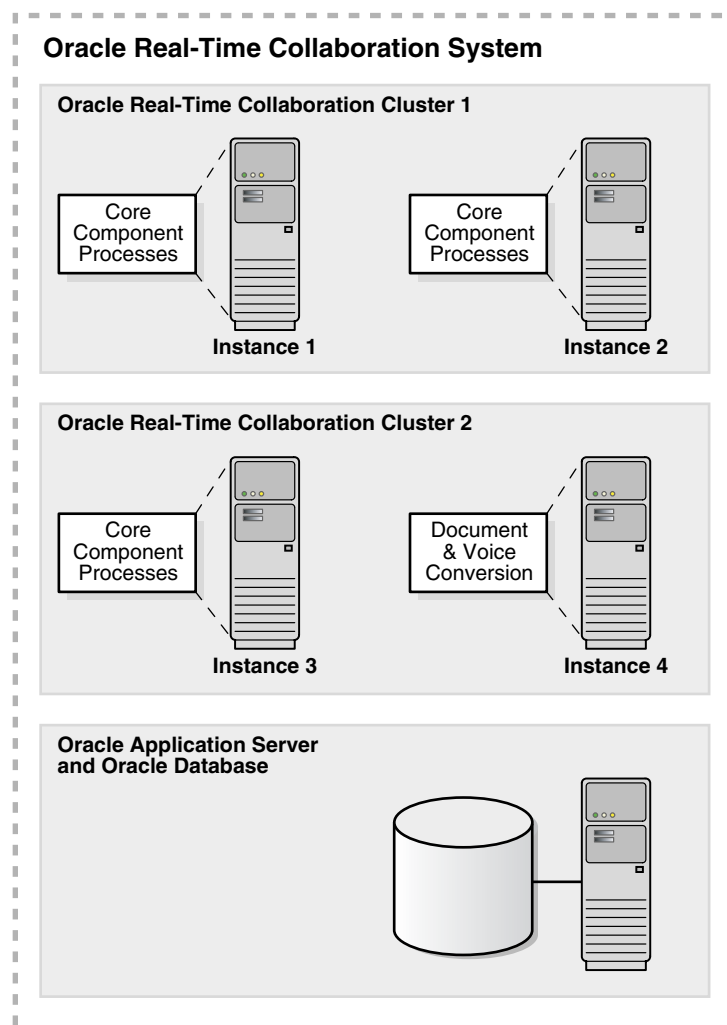 Oracle Real-Time Collaboration System
Oracle Real-Time Collaboration Cluster 1
Core
Component
Processes
Instance 1
Core
Component
Processes
Instance 2
Oracle Real-Time Collaboration Cluster 2
Core
Component
Processes
Instance 3
Document
& Voice
Conversion
Instance 4
Oracle Application Server
and Oracle Database